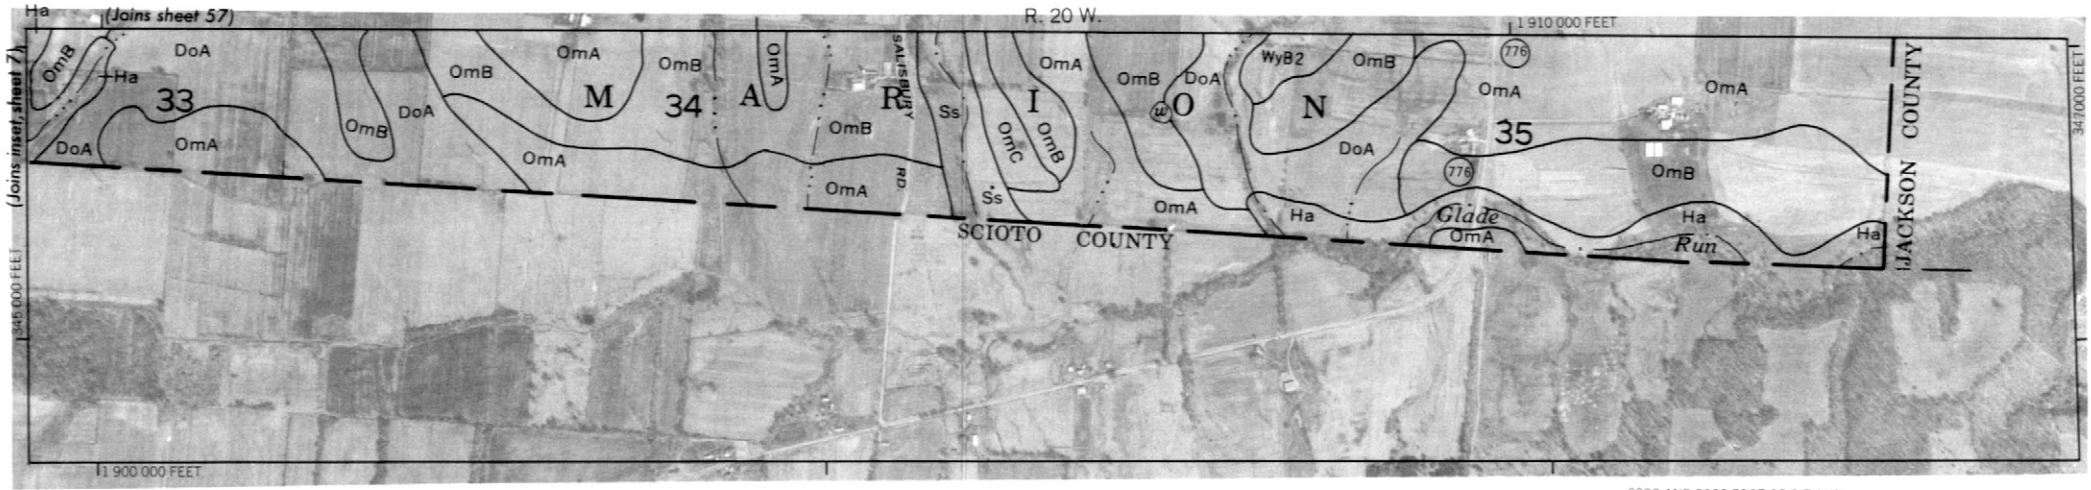 Ha
(Joins sheet 57)
R. 20 W.
1 910 000 FEET
(Joins inset, sheet 7)
OmB
Ha
DoA
33
DoA
OmA
OmB
DoA
OmB
OmA
OmA
M
OmB
34
A
OmA
OmB
R
SALISBURY
RD.
OmA
Ss
Ss
OmC
OmB
I
OmA
OmB
W
O
DoA
OmA
WyB2
OmB
N
DoA
776
OmA
35
776
OmA
OmB
Ha
Glade
OmA
Ha
Run
Ha
JACKSON COUNTY
347000 FEET
SCIOTO COUNTY
345 000 FEET
1 900 000 FEET